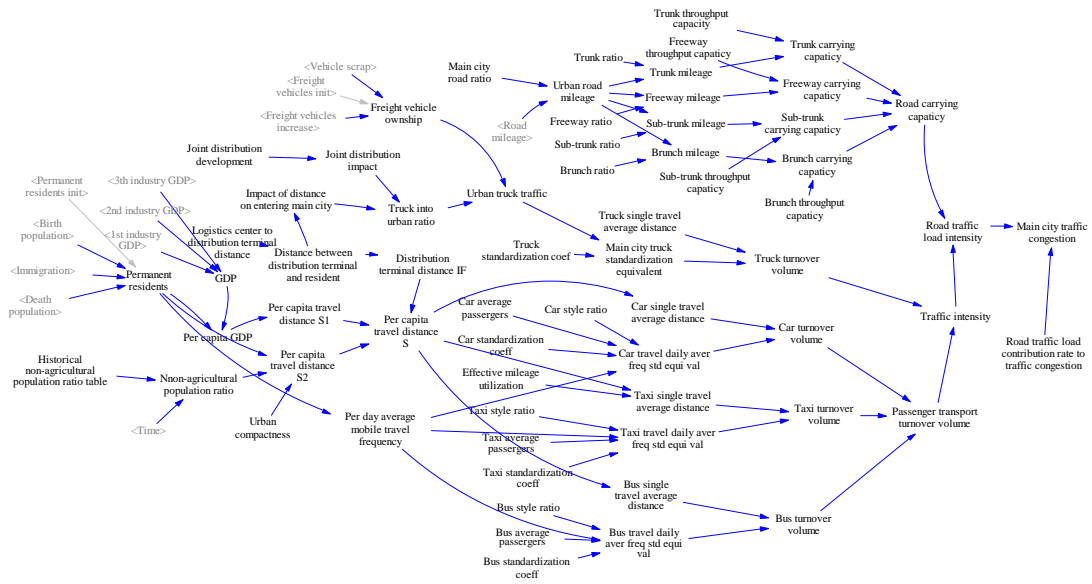 Trunk throughput
capacity
Freeway
throughput capaticy
Trunk carrying
capaticy
<Vehicle scrap>
<Freight
vehicles init>
<Freight vehicles
increase>
Freight vehicle
ownship
Main city
road ratio
Trunk ratio
Trunk mileage
Urban road
mileage
Freeway mileage
Freeway carrying
capaticy
Road carrying
capaticy
<Road
mileage>
Freeway ratio
Sub-trunk mileage
Sub-trunk
carrying capaticy
Sub-trunk ratio
Brunch mileage
Brunch carrying
capaticy
Brunch ratio
Sub-trunk throughput
capaticy
Brunch throughput
capaticy
Joint distribution
development
Joint distribution
impact
<Permanent
residents init>
<3th industry GDP>
Impact of distance
on entering main city
Truck into
urban ratio
Urban truck traffic
<2nd industry GDP>
<Birth
population>
<1st industry
GDP>
Logistics center to
distribution terminal
distance
Distance between
distribution terminal
and resident
Distribution
terminal distance IF
Truck
standardization coef
Truck single travel
average distance
Main city truck
standardization
equivalent
Truck turnover
volume
Road traffic
load intensity
Main city traffic
congestion
<Immigration>
Permanent
residents
GDP
<Death
population>
Per capita GDP
Per capita travel
distance S1
Per capita
travel distance
S
Car average
passengers
Car style ratio
Car single travel
average distance
Car turnover
volume
Traffic intensity
Road traffic load
contribution rate to
traffic congestion
Car standardization
coeff
Car travel daily aver
freq std equi val
Historical
non-agricultural
population ratio table
Nnon-agricultural
population ratio
Per capita
travel distance
S2
Effective mileage
utilization
Taxi single travel
average distance
<Time>
Urban
compactness
Per day average
mobile travel
frequency
Taxi style ratio
Taxi turnover
volume
Passenger transport
turnover volume
Taxi average
passergers
Taxi travel daily aver
freq std equi val
Taxi standardization
coeff
Bus single
travel average
distance
Bus style ratio
Bus turnover
volume
Bus average
passergers
Bus travel daily
aver freq std equi
val
Bus standardization
coeff